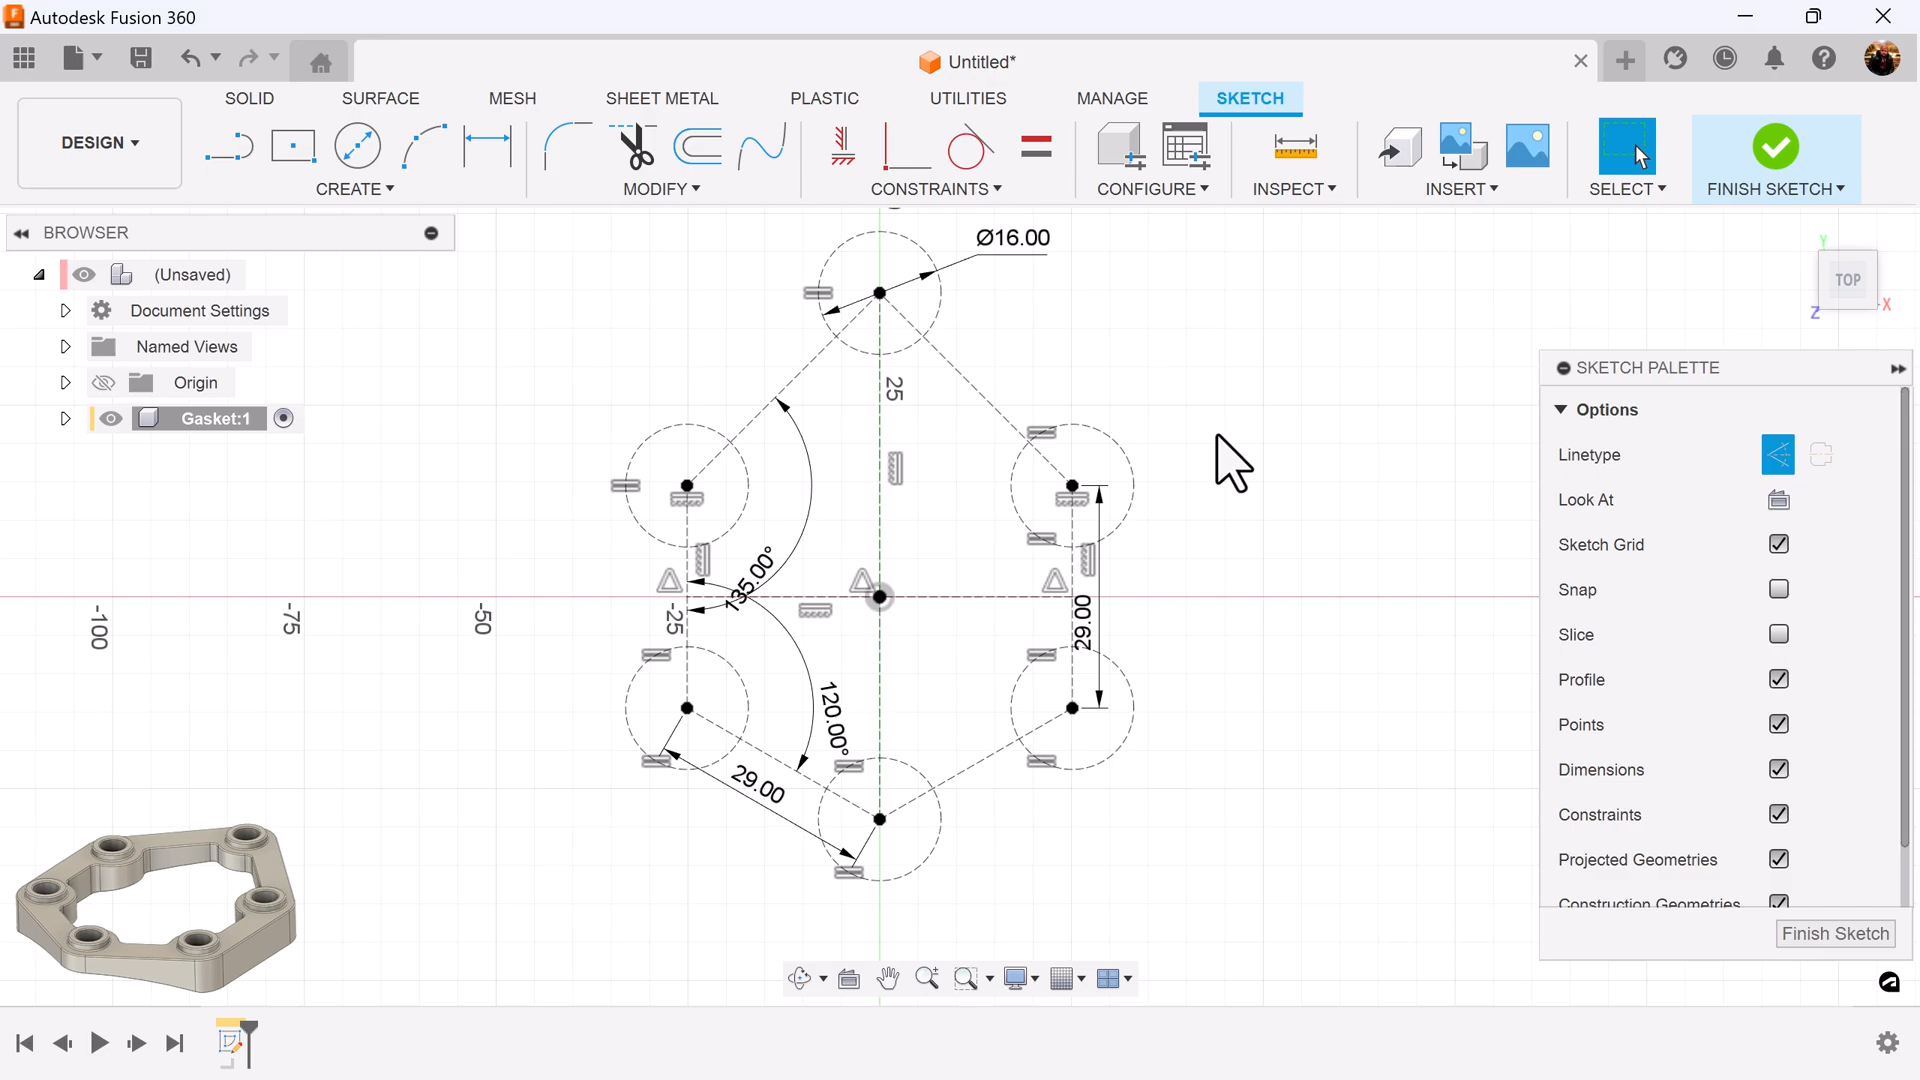 Autodesk Fusion 360
Untitled*
SOLID SURFACE MESH SHEET METAL PLASTIC UTILITIES MANAGE SKETCH
DESIGN
CREATE MODIFY CONSTRAINTS CONFIGURE INSPECT INSERT SELECT FINISH SKETCH
BROWSER
(Unsaved)
Document Settings
Named Views
Origin
Gasket:1
Ø16.00
25
135.00°
29.00
120.00°
29.00
-100
-75
-50
-25
Y
TOP
X
Z
SKETCH PALETTE
Options
Linetype
Look At
Sketch Grid
Snap
Slice
Profile
Points
Dimensions
Constraints
Projected Geometries
Construction Geometries
Finish Sketch